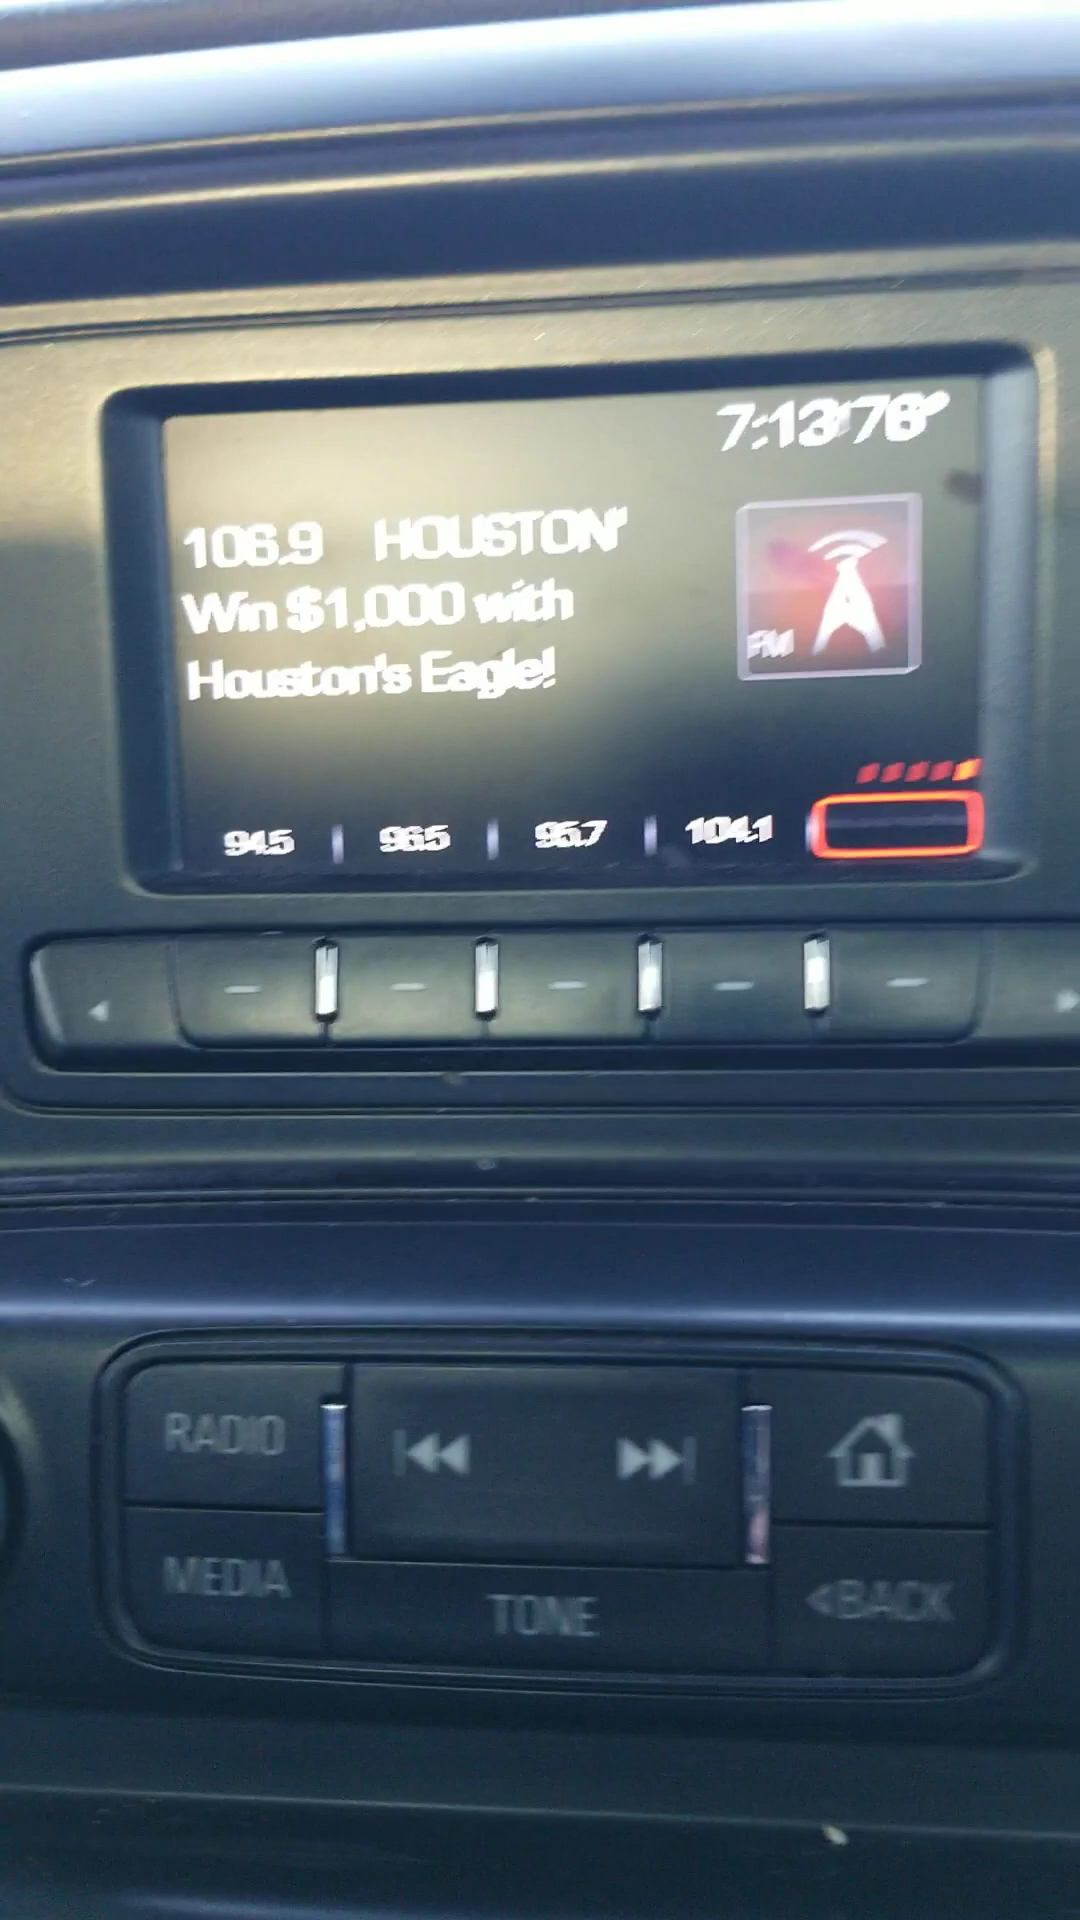 7:13 76°
106.9 HOUSTON'
Win $1,000 with
Houston's Eagle!
FM
94.5 | 96.5 | 95.7 | 104.1
RADIO
MEDIA
TONE
BACK